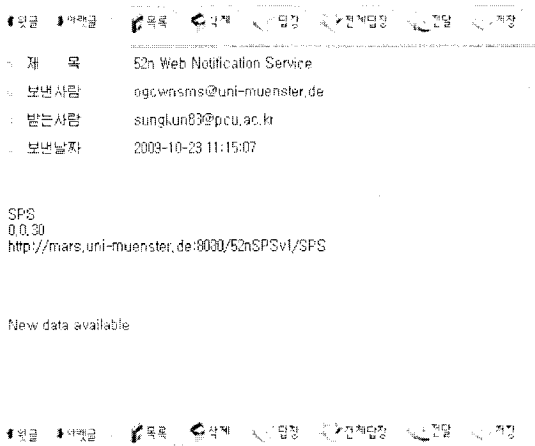 윗글 아랫글 목록 삭제 답장 전체답장 전달 저장
제 목 52n Web Notification Service
보낸사람 ogcwnsms@uni-muenster.de
받는사람 sungkun83@pcu.ac.kr
보낸날짜 2009-10-23 11:15:07
SPS
0.0.30
http://mars.uni-muenster.de:8080/52nSPSv1/SPS
New data available
윗글 아랫글 목록 삭제 답장 전체답장 전달 저장